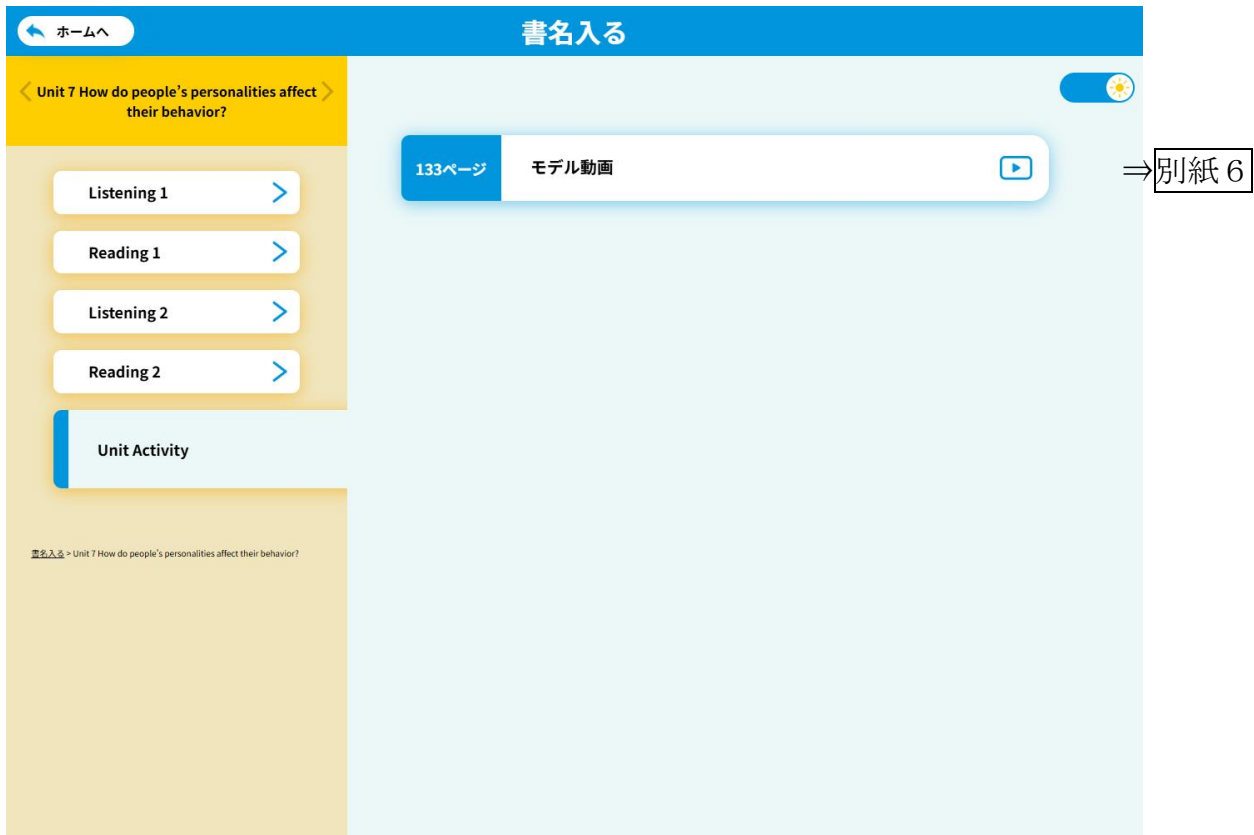 ホームへ
書名入る
Unit 7 How do people’s personalities affect
their behavior?
Listening 1
Reading 1
Listening 2
Reading 2
Unit Activity
書名入る > Unit 7 How do people’s personalities affect their behavior?
133ページ
モデル動画
⇒別紙6